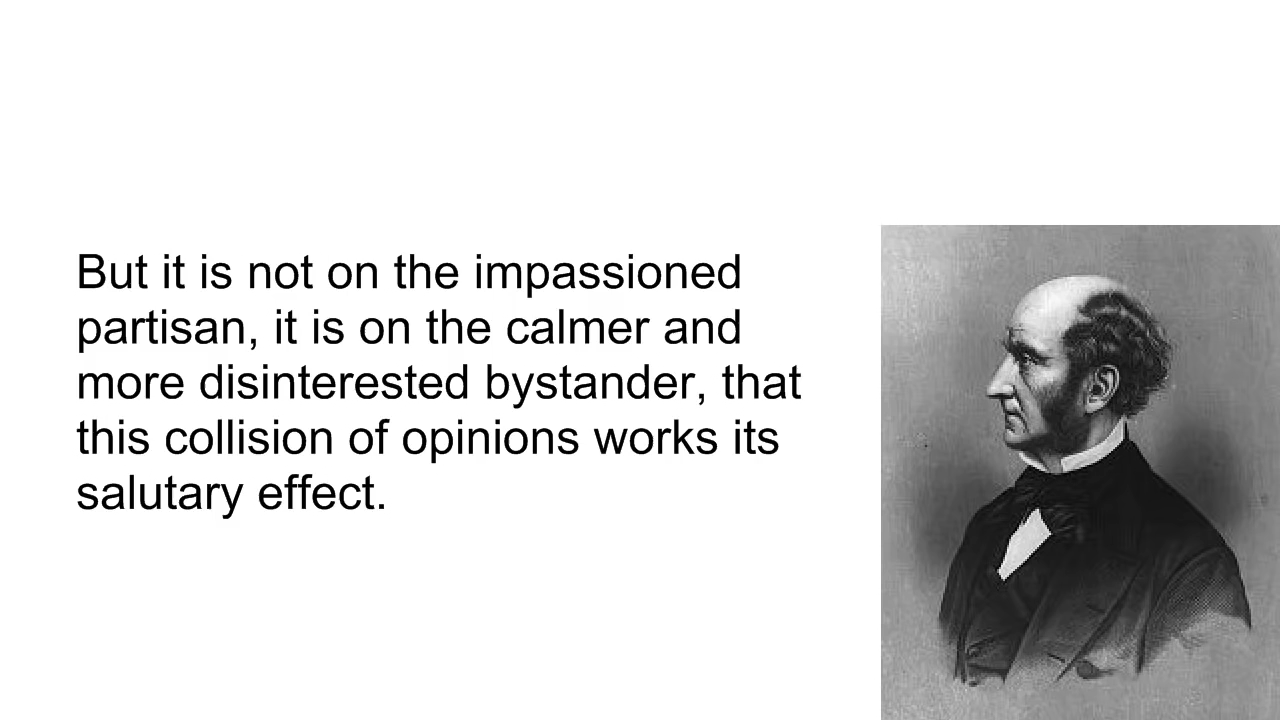 But it is not on the impassioned
partisan, it is on the calmer and
more disinterested bystander, that
this collision of opinions works its
salutary effect.